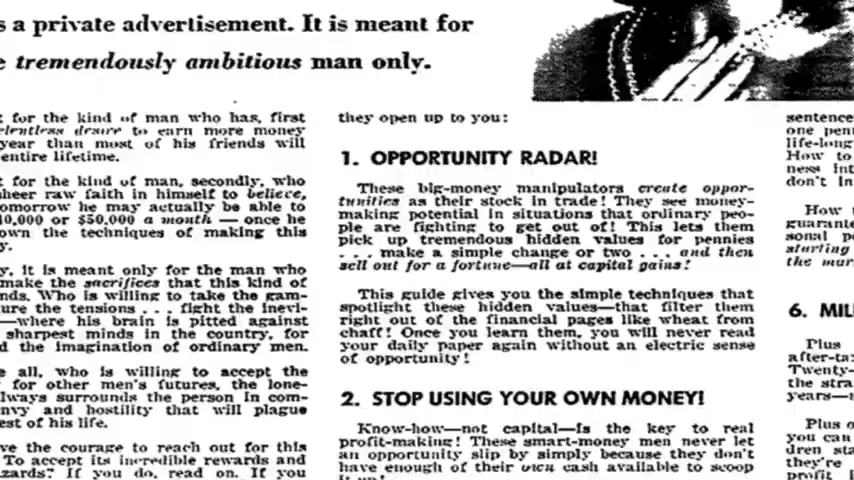 s a private advertisement. It is meant for
e tremendously ambitious man only.
t for the kind of man who has, first
elentless desire to earn more money
year than most of his friends will
entire lifetime.
t for the kind of man, secondly, who
heer raw faith in himself to believe,
omorrow he may actually be able to
40,000 or $50,000 a month — once he
own the techniques of making this
y.
y, it is meant only for the man who
make the sacrifices that this kind of
nds. Who is willing to take the gam-
ure the tensions . . . fight the inevi-
—where his brain is pitted against
sharpest minds in the country, for
d the imagination of ordinary men.
e all, who is willing to accept the
for other men's futures, the lone-
lways surrounds the person in com-
nvy and hostility that will plague
est of his life.
ve the courage to reach out for this
To accept its incredible rewards and
zards? If you do, read on. If you
they open up to you:
1. OPPORTUNITY RADAR!
These big-money manipulators create oppor-
tunities as their stock in trade! They see money-
making potential in situations that ordinary peo-
ple are fighting to get out of! This lets them
pick up tremendous hidden values for pennies
. . . make a simple change or two . . . and then
sell out for a fortune—all at capital gains!
This guide gives you the simple techniques that
spotlight these hidden values—that filter them
right out of the financial pages like wheat from
chaff! Once you learn them, you will never read
your daily paper again without an electric sense
of opportunity!
2. STOP USING YOUR OWN MONEY!
Know-how—not capital—is the key to real
profit-making! These smart-money men never let
an opportunity slip by simply because they don't
have enough of their own cash available to scoop
it up!
sentence
one penn
life-long
How to
ness int
don't in
How
guarante
sonal po
starting
the mar
6. MIL
Plus
after-ta
Twenty-
the stra
years—
Plus o
you can
dren sta
they're
profit i